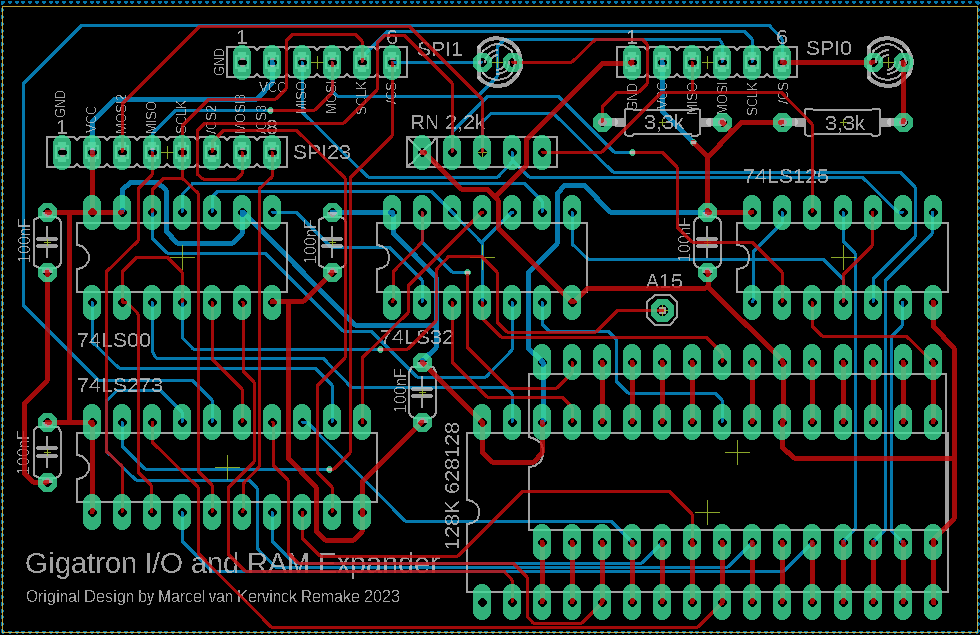 1
6
SPI1
GND
VCC
MISO
MOSI
SCLK
/CS
1
6
SPI0
GND
VCC
MISO
MOSI
SCLK
/CS
GND
VCC
MOSI2
MISO
SCLK
/CS2
MOSI3
/CS3
1
8
SPI23
RN 2,2k
3,3k
3,3k
74LS125
100nF
100nF
100nF
A15
74LS00
74LS32
74LS273
100nF
100nF
128K 628128
Gigatron I/O and RAM Expander
Original Design by Marcel van Kervinck Remake 2023